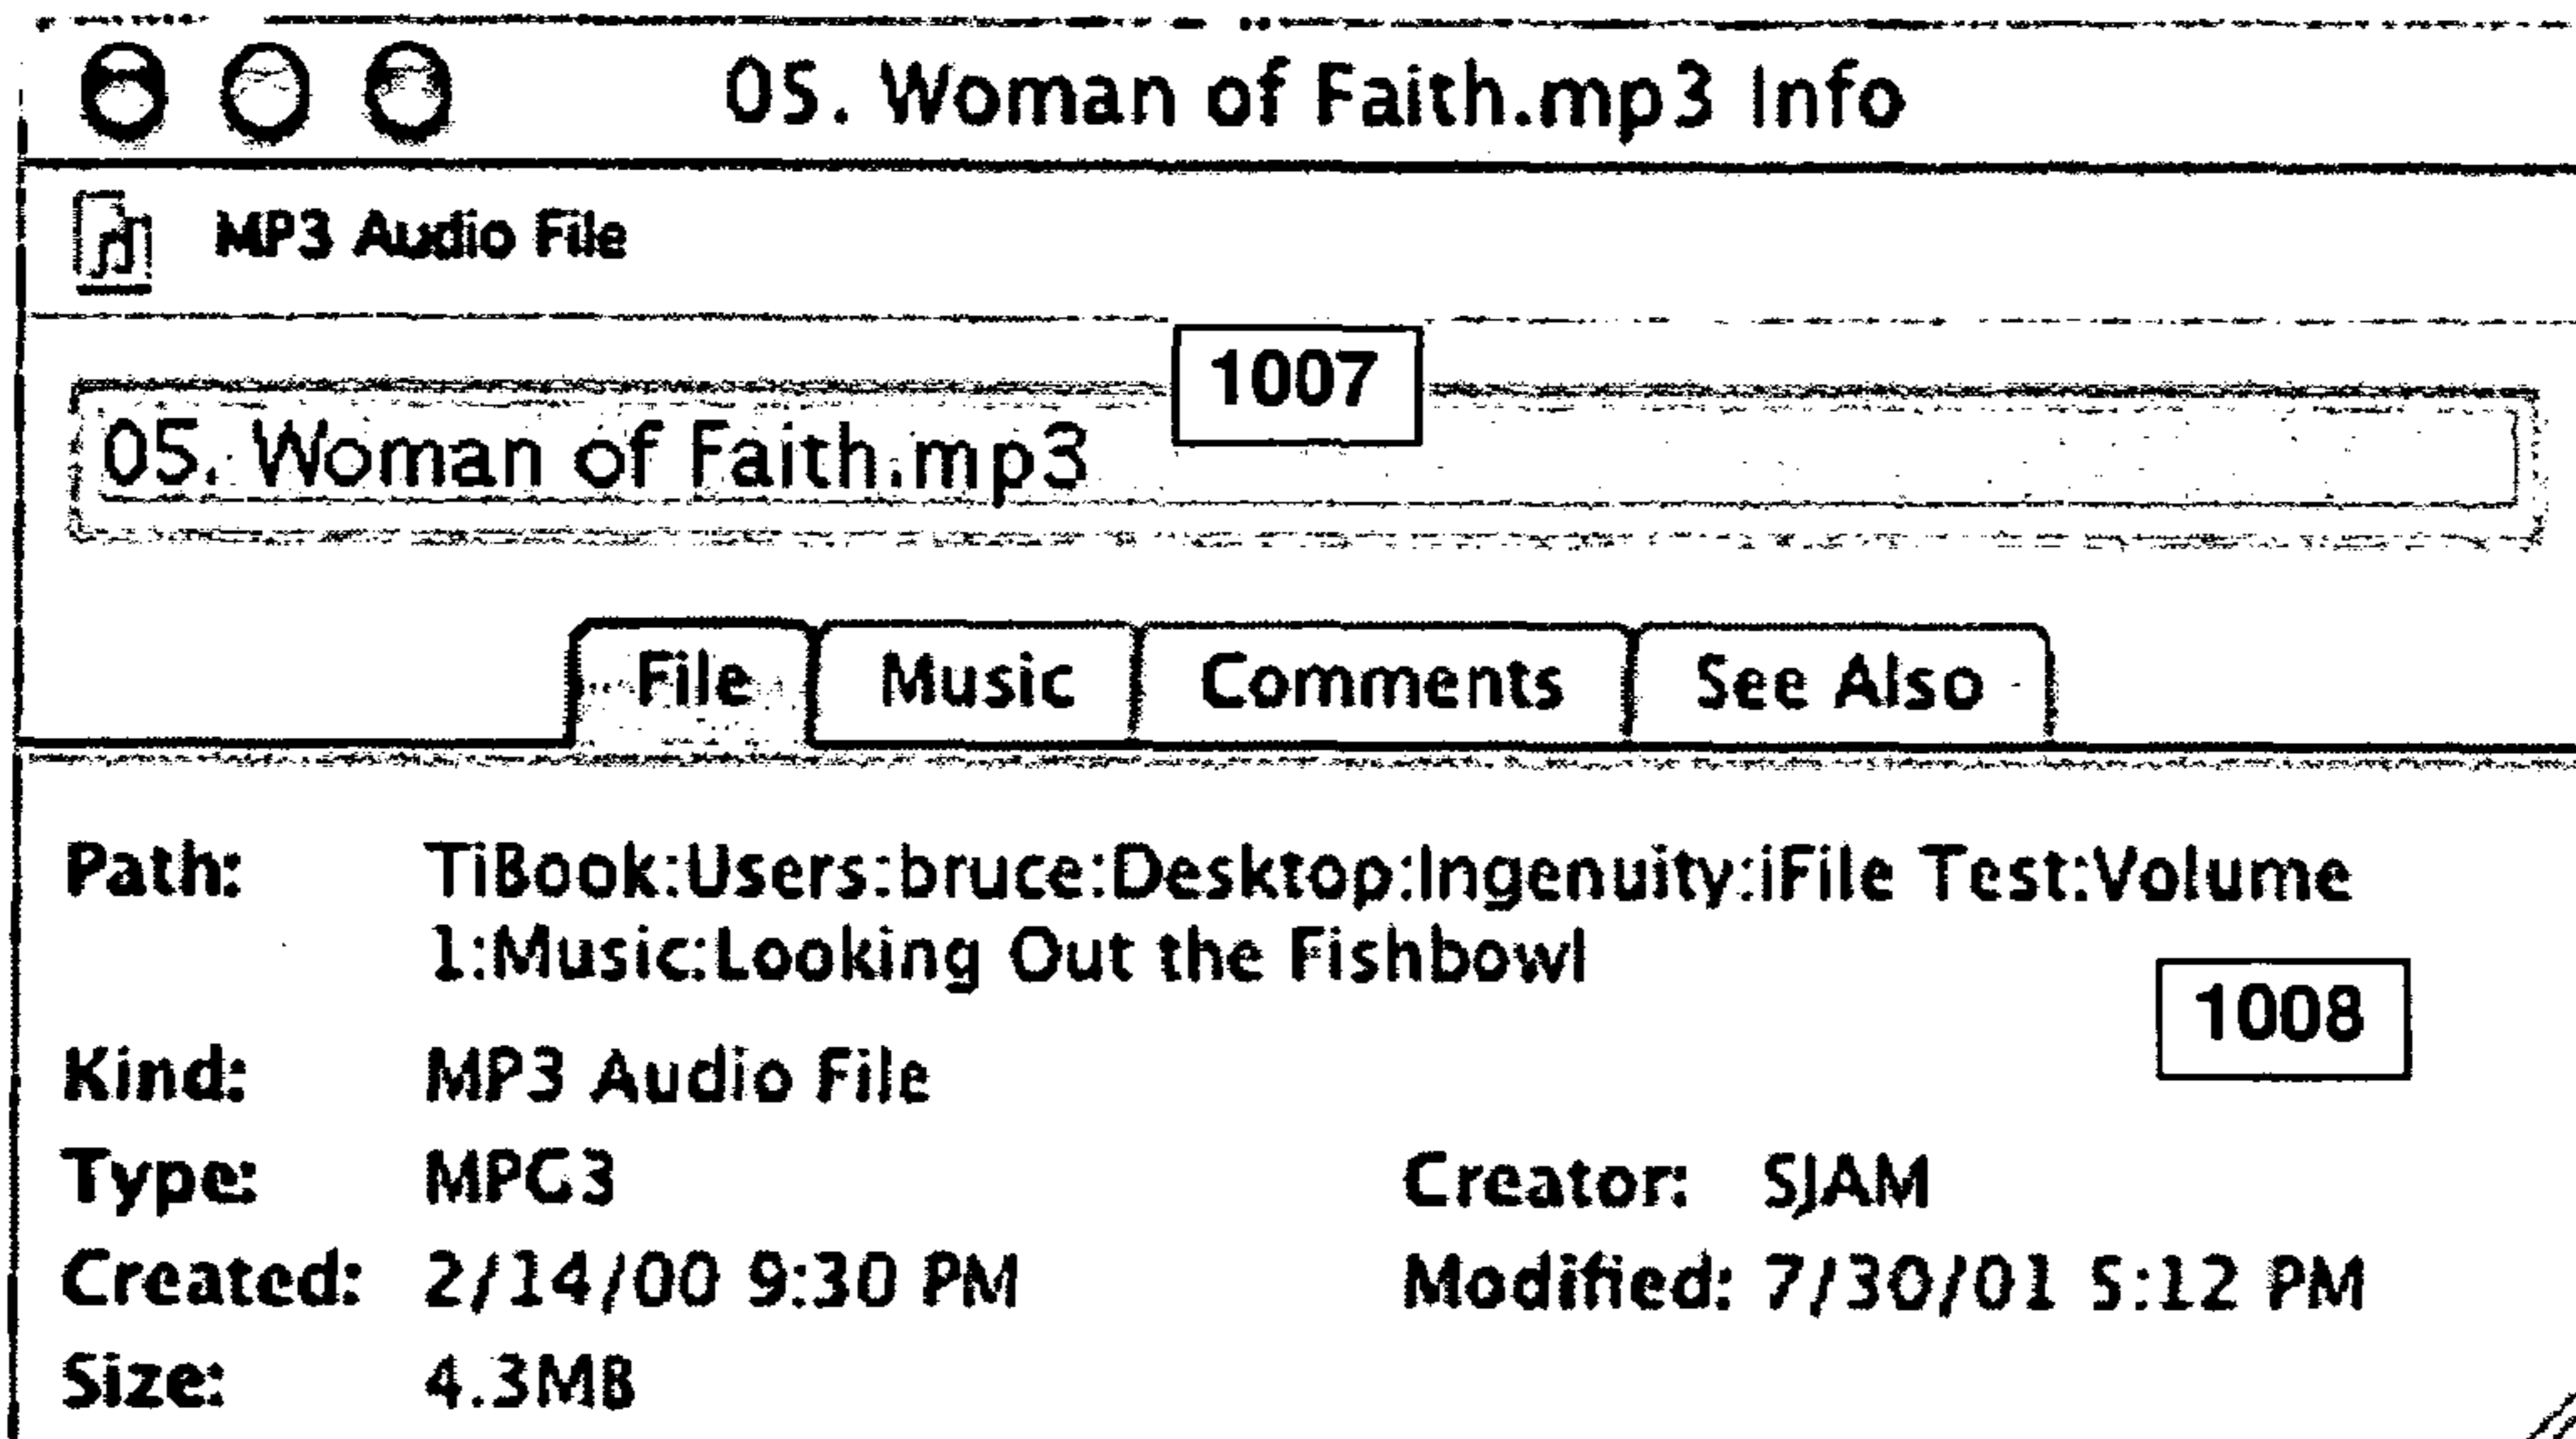 05. Woman of Faith.mp3 Info
MP3 Audio File
1007
05. Woman of Faith.mp3
File Music Comments See Also
Path: TiBook:Users:bruce:Desktop:Ingenuity:iFile Test:Volume
1:Music:Looking Out the Fishbowl
1008
Kind: MP3 Audio File
Type: MPG3 Creator: SJAM
Created: 2/14/00 9:30 PM Modified: 7/30/01 5:12 PM
Size: 4.3MB